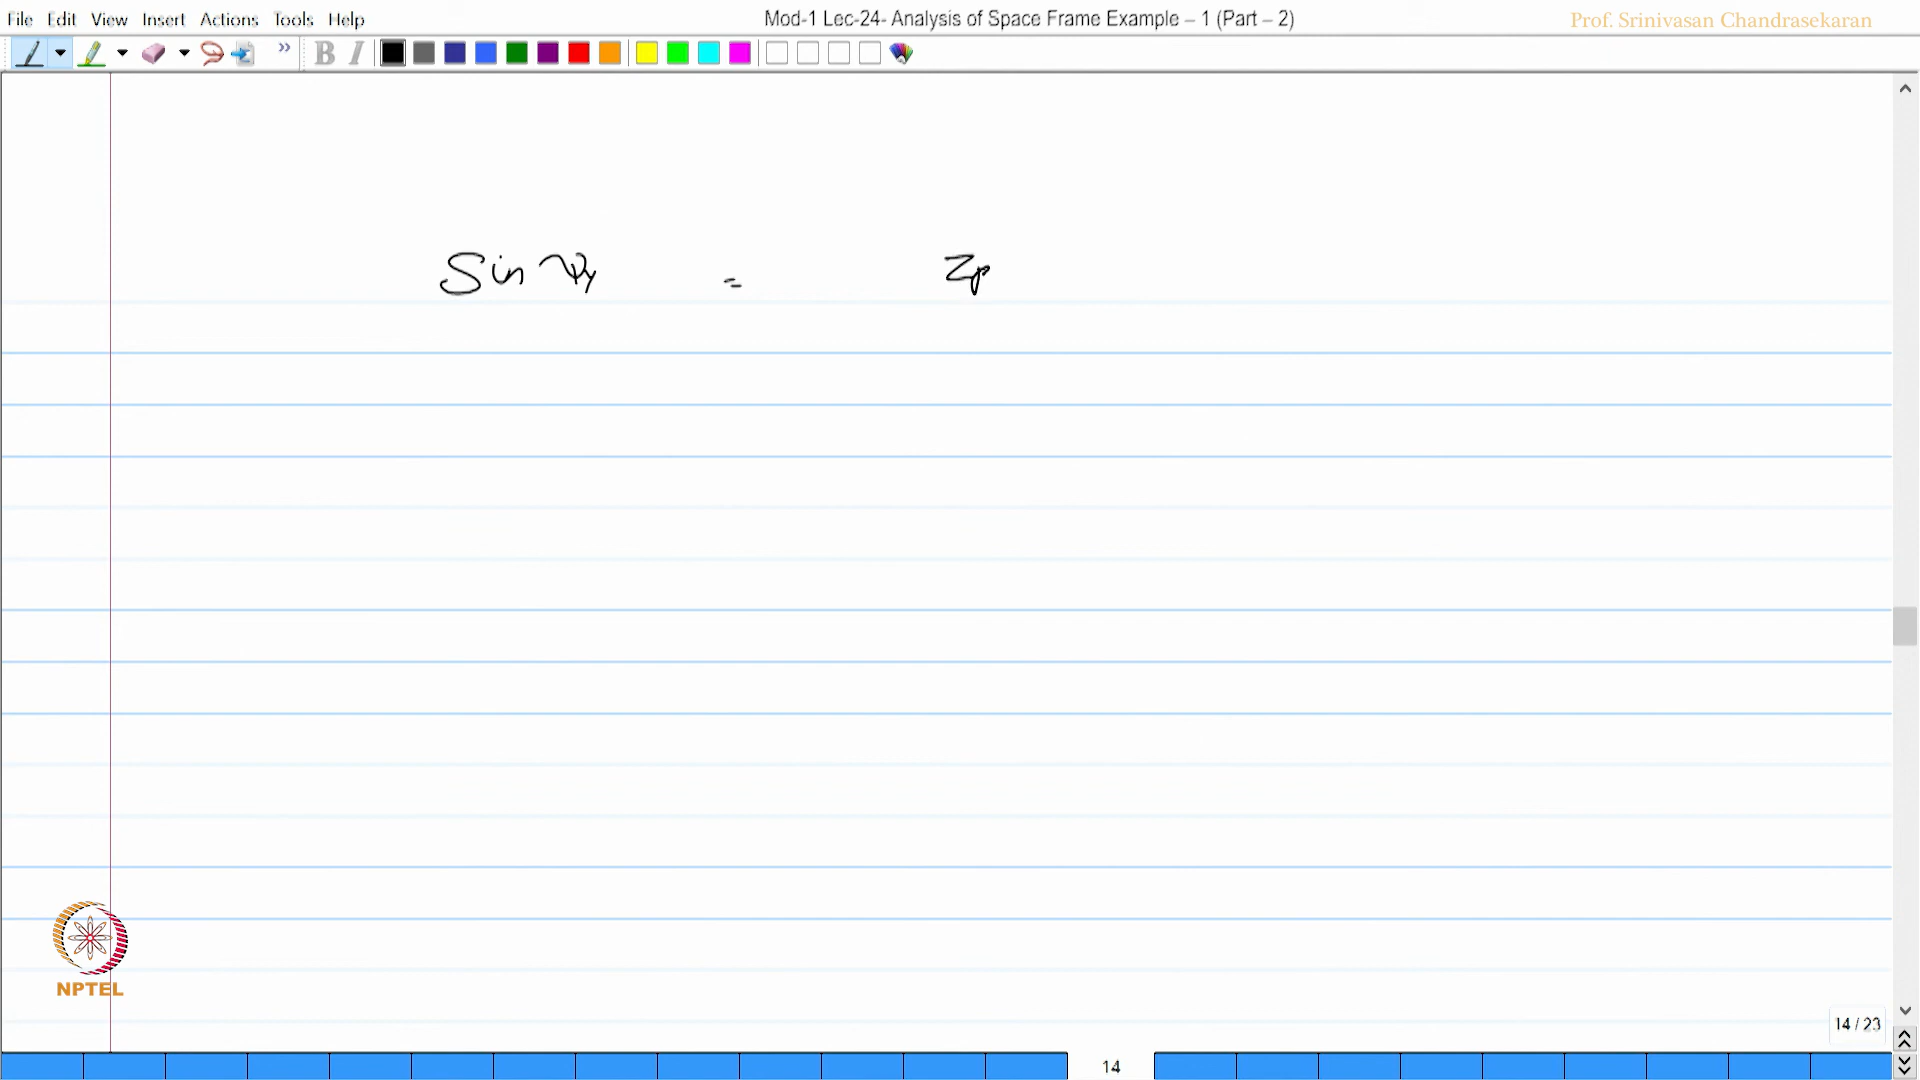 File Edit View Insert Actions Tools Help
Mod-1 Lec-24- Analysis of Space Frame Example – 1 (Part – 2)
Prof. Srinivasan Chandrasekaran
B I
Sin ψy = Zp
NPTEL
14 / 23
14